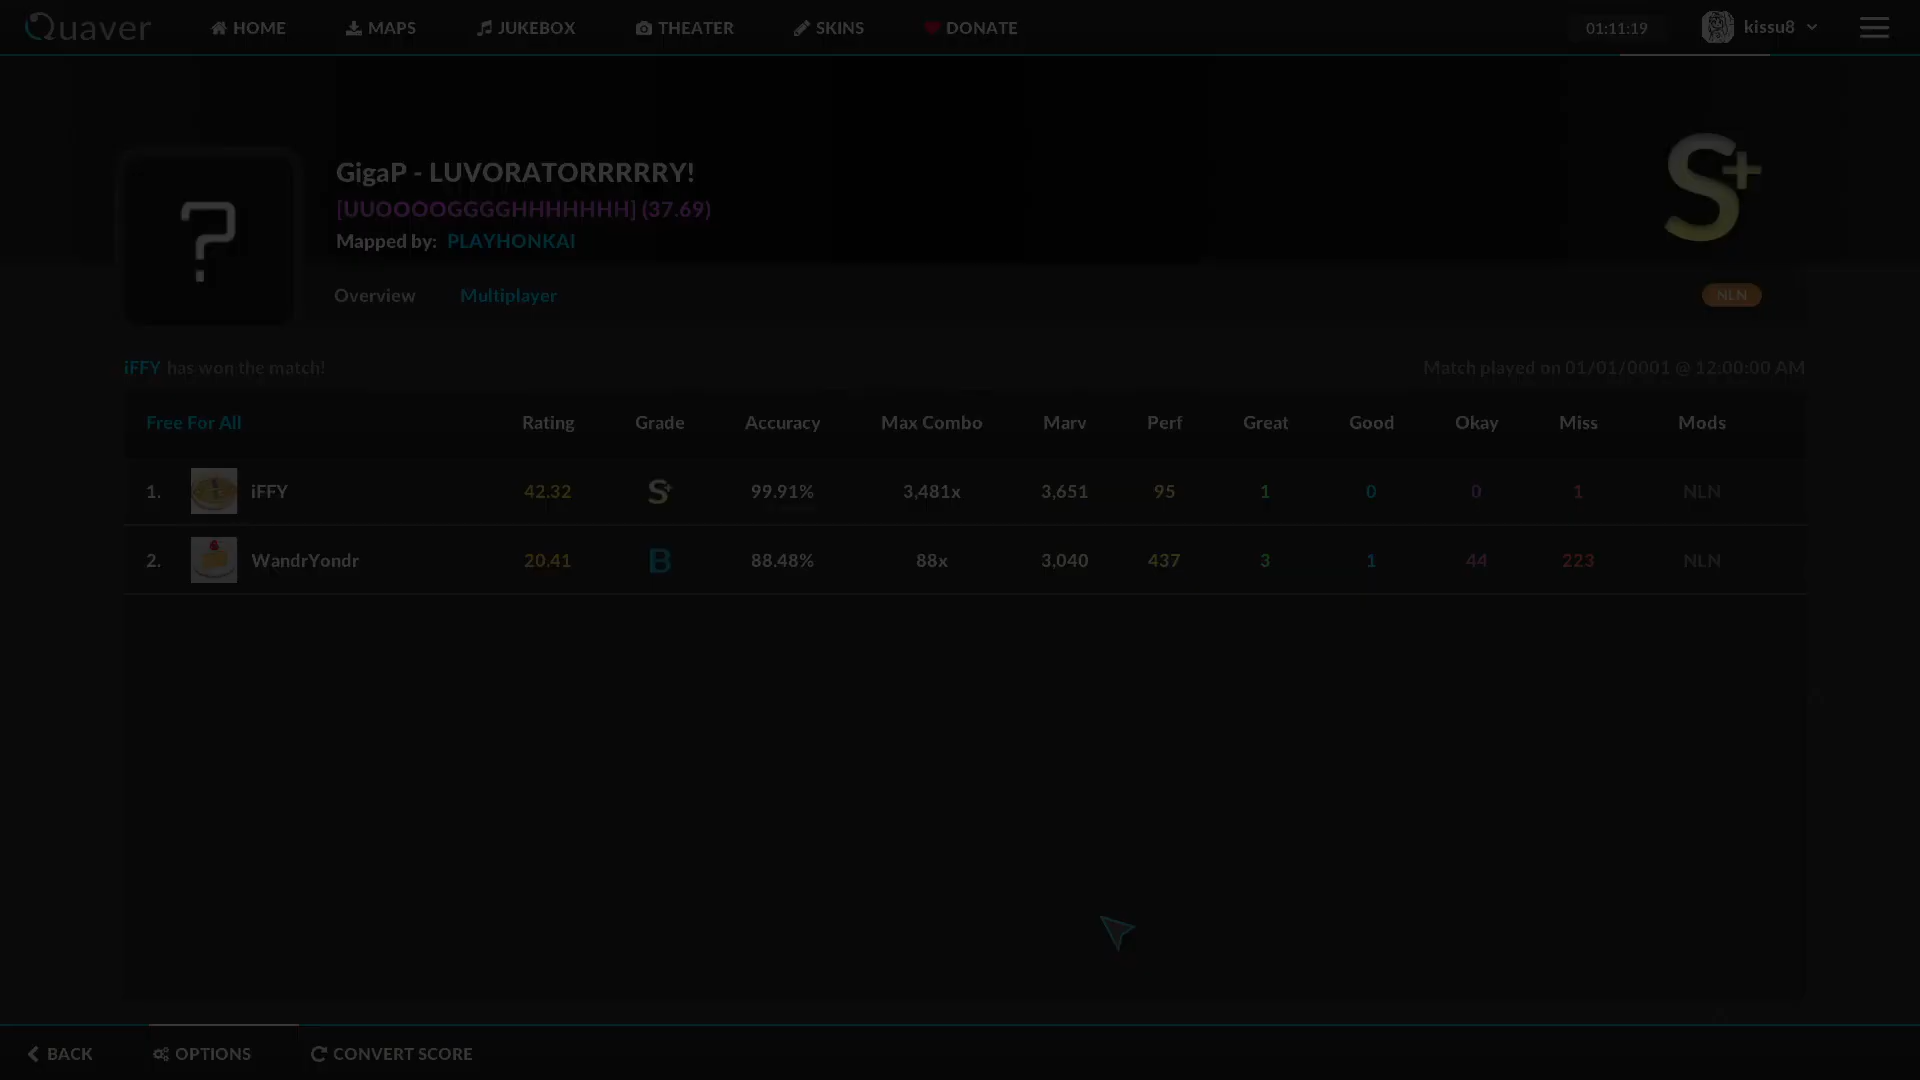 Quaver HOME MAPS JUKEBOX THEATER SKINS DONATE 01:11:19 kissu8
GigaP - LUVORATORRRRRY!
[UUOOOOGGGGHHHHHHH] (37.69)
Mapped by: PLAYHONKAI
S+
Overview Multiplayer NLN
iFFY has won the match! Match played on 01/01/0001 @ 12:00:00 AM
Free For All Rating Grade Accuracy Max Combo Marv Perf Great Good Okay Miss Mods
1. iFFY 42.32 S+ 99.91% 3,481x 3,651 95 1 0 0 1 NLN
2. WandrYondr 20.41 B 88.48% 88x 3,040 437 3 1 44 223 NLN
BACK OPTIONS CONVERT SCORE